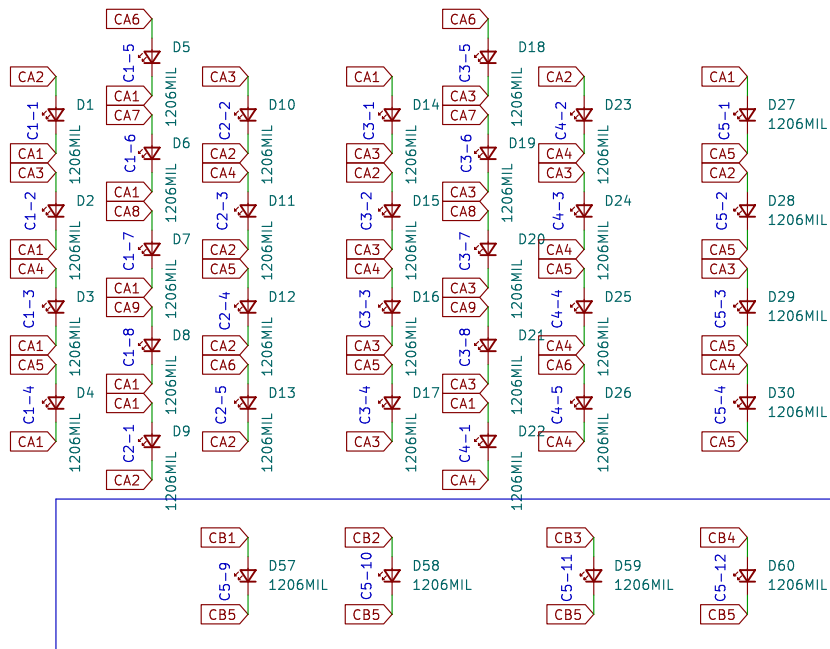 CA6
C1-5
D5
CA1
1206MIL
CA7
C1-6
D6
CA1
1206MIL
CA8
C1-7
D7
CA1
1206MIL
CA9
C1-8
D8
CA1
1206MIL
CA1
C2-1
D9
CA2
1206MIL
CA2
C1-1
D1
CA1
1206MIL
CA3
C1-2
D2
CA1
1206MIL
CA4
C1-3
D3
CA1
1206MIL
CA5
C1-4
D4
CA1
1206MIL
CA3
C2-2
D10
CA2
1206MIL
CA4
C2-3
D11
CA2
1206MIL
CA5
C2-4
D12
CA2
1206MIL
CA6
C2-5
D13
CA2
1206MIL
CA1
C3-1
D14
CA3
1206MIL
CA2
C3-2
D15
CA3
1206MIL
CA4
C3-3
D16
CA3
1206MIL
CA5
C3-4
D17
CA3
1206MIL
CA6
C3-5
D18
CA3
1206MIL
CA7
C3-6
D19
CA3
1206MIL
CA8
C3-7
D20
CA3
1206MIL
CA9
C3-8
D21
CA3
1206MIL
CA1
C4-1
D22
CA4
1206MIL
CA2
C4-2
D23
CA4
1206MIL
CA3
C4-3
D24
CA4
1206MIL
CA5
C4-4
D25
CA4
1206MIL
CA6
C4-5
D26
CA4
1206MIL
CA1
C5-1
D27
1206MIL
CA5
CA2
C5-2
D28
1206MIL
CA5
CA3
C5-3
D29
1206MIL
CA5
CA4
C5-4
D30
1206MIL
CA5
CB1
C5-9
D57
1206MIL
CB5
CB2
C5-10
D58
1206MIL
CB5
CB3
C5-11
D59
1206MIL
CB5
CB4
C5-12
D60
1206MIL
CB5